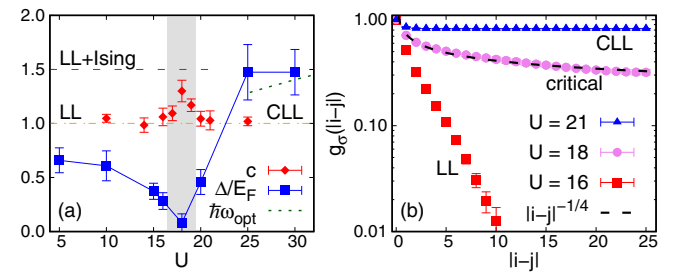 2.0
1.5
1.0
0.5
0.0
LL+Ising
LL
CLL
c
Δ/E_F
ħω_opt
(a)
5 10 15 20 25 30
U
g_σ(|i–j|)
1.00
0.10
0.01
CLL
critical
LL
U = 21
U = 18
U = 16
|i–j|^{-1/4}
(b)
0 5 10 15 20 25
|i–j|